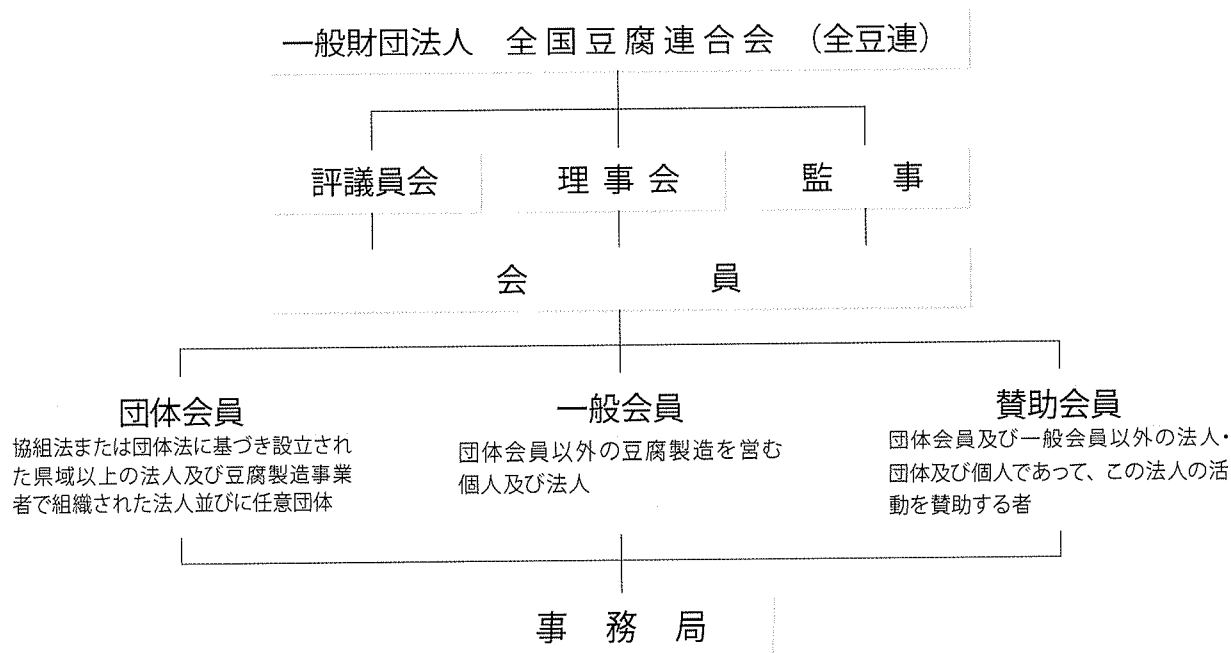 一般財団法人 全国豆腐連合会 (全豆連)
評議員会
理事会
監事
会員
団体会員
協組法または団体法に基づき設立され
た県域以上の法人及び豆腐製造事業
者で組織された法人並びに任意団体
一般会員
団体会員以外の豆腐製造を営む
個人及び法人
賛助会員
団体会員及び一般会員以外の法人・
団体及び個人であって、この法人の活
動を賛助する者
事務局